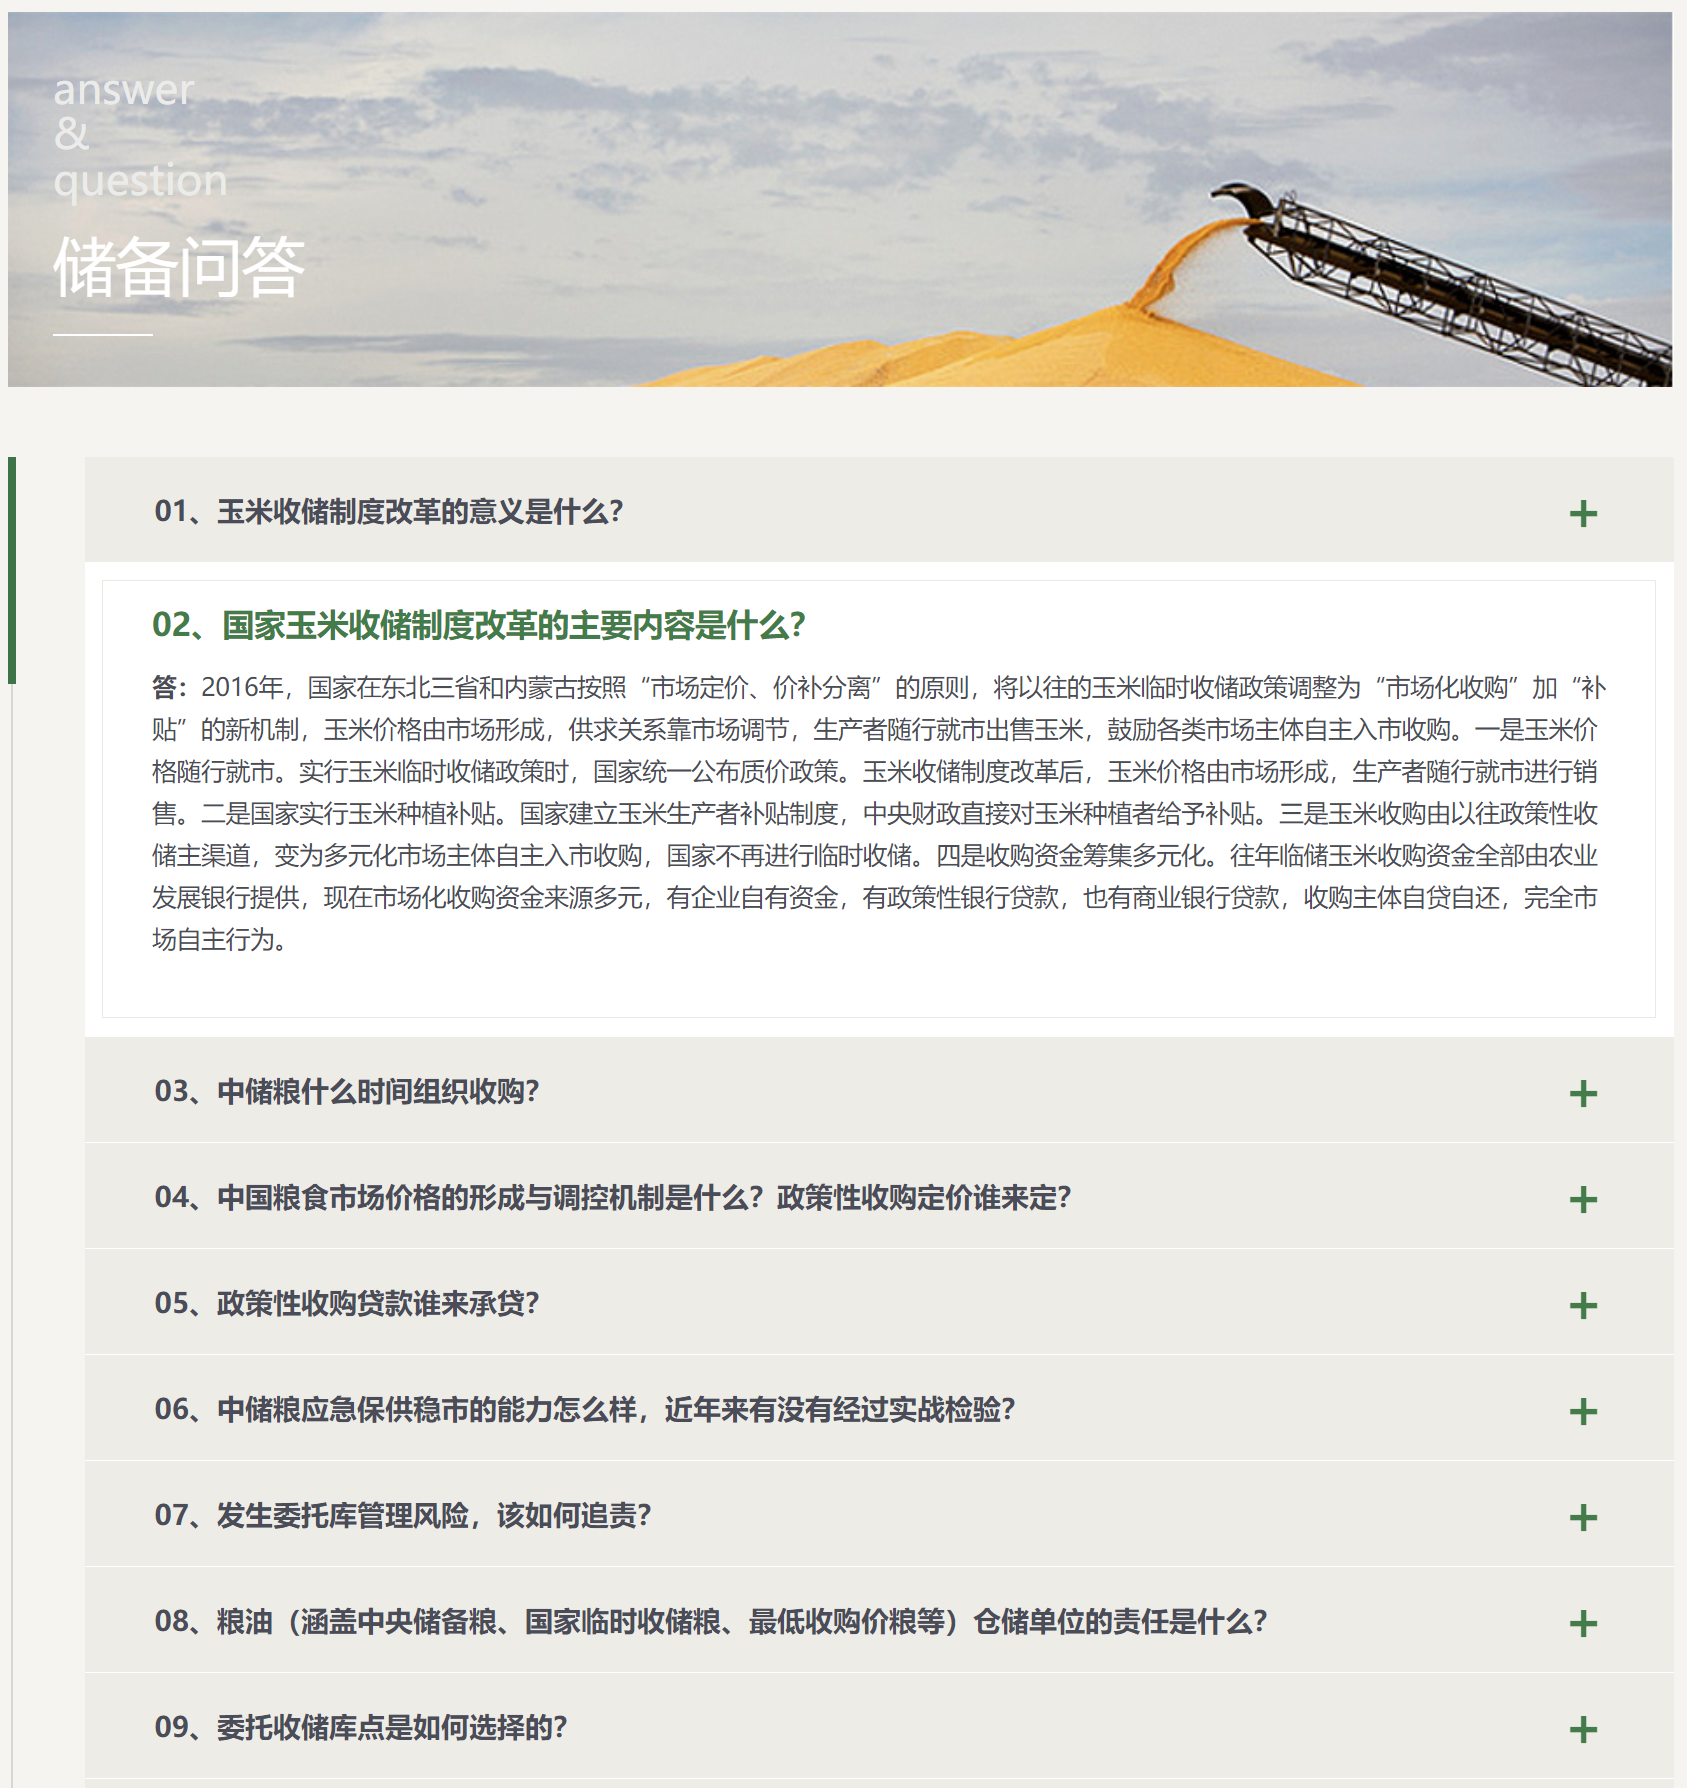 answer
&
question
储备问答
01、玉米收储制度改革的意义是什么？
02、国家玉米收储制度改革的主要内容是什么？
答：2016年，国家在东北三省和内蒙古按照“市场定价、价补分离”的原则，将以往的玉米临时收储政策调整为“市场化收购”加“补
贴”的新机制，玉米价格由市场形成，供求关系靠市场调节，生产者随行就市出售玉米，鼓励各类市场主体自主入市收购。一是玉米价
格随行就市。实行玉米临时收储政策时，国家统一公布质价政策。玉米收储制度改革后，玉米价格由市场形成，生产者随行就市进行销
售。二是国家实行玉米种植补贴。国家建立玉米生产者补贴制度，中央财政直接对玉米种植者给予补贴。三是玉米收购由以往政策性收
储主渠道，变为多元化市场主体自主入市收购，国家不再进行临时收储。四是收购资金筹集多元化。往年临储玉米收购资金全部由农业
发展银行提供，现在市场化收购资金来源多元，有企业自有资金，有政策性银行贷款，也有商业银行贷款，收购主体自贷自还，完全市
场自主行为。
03、中储粮什么时间组织收购？
04、中国粮食市场价格的形成与调控机制是什么？政策性收购定价谁来定？
05、政策性收购贷款谁来承贷？
06、中储粮应急保供稳市的能力怎么样，近年来有没有经过实战检验？
07、发生委托库管理风险，该如何追责？
08、粮油（涵盖中央储备粮、国家临时收储粮、最低收购价粮等）仓储单位的责任是什么？
09、委托收储库点是如何选择的？